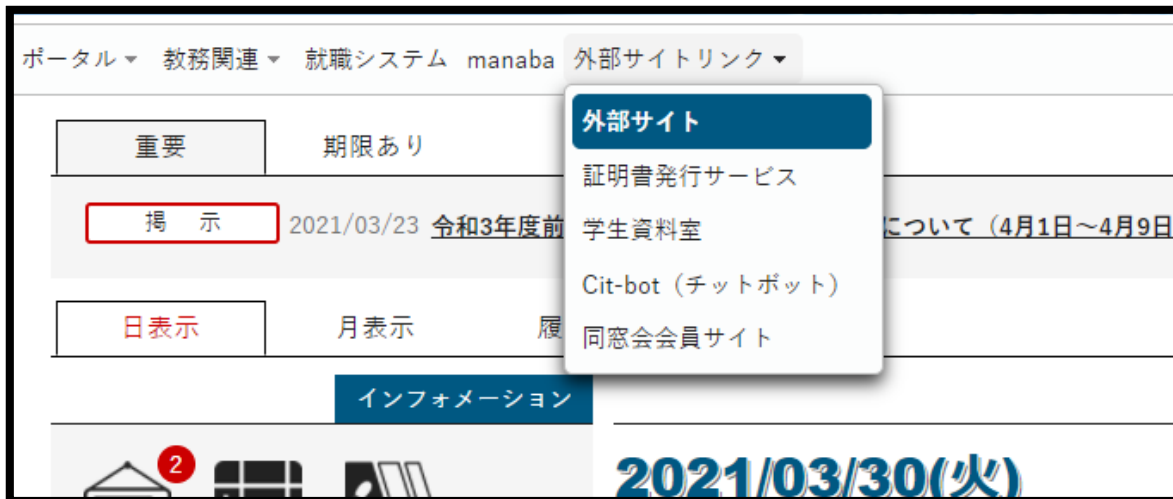 ポータル 教務関連 就職システム manaba 外部サイトリンク
外部サイト
証明書発行サービス
学生資料室
Cit-bot（チットボット）
同窓会会員サイト
重要 期限あり
掲 示 2021/03/23 令和3年度前 について（4月1日～4月9日
日表示 月表示 履
インフォメーション
2
2021/03/30(火)